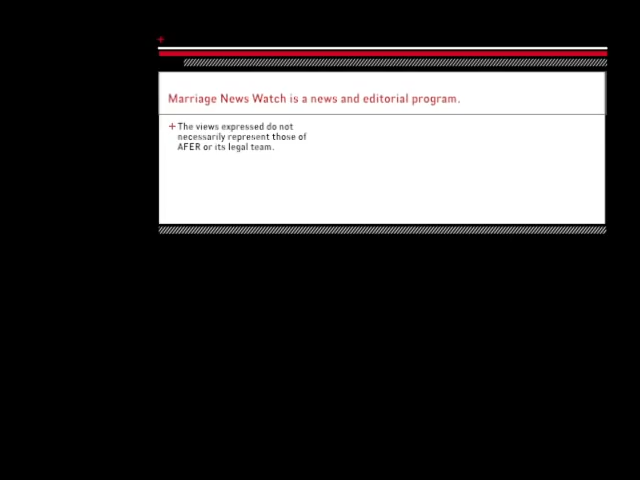 Marriage News Watch is a news and editorial program.
+ The views expressed do not
necessarily represent those of
AFER or its legal team.